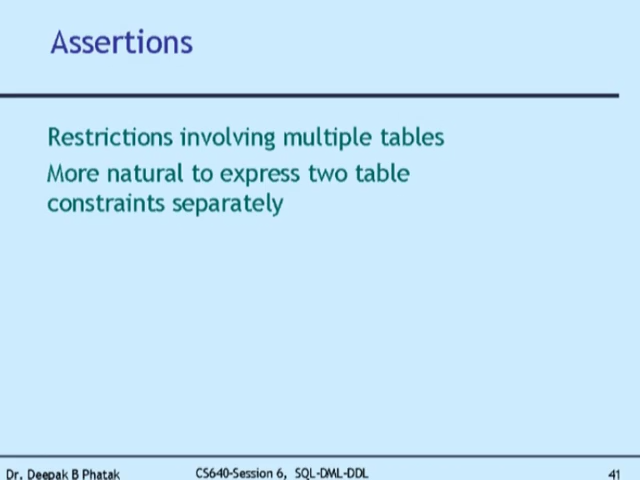 Assertions
Restrictions involving multiple tables
More natural to express two table
constraints separately
Dr. Deepak B Phatak
CS640-Session 6, SQL-DML-DDL
41